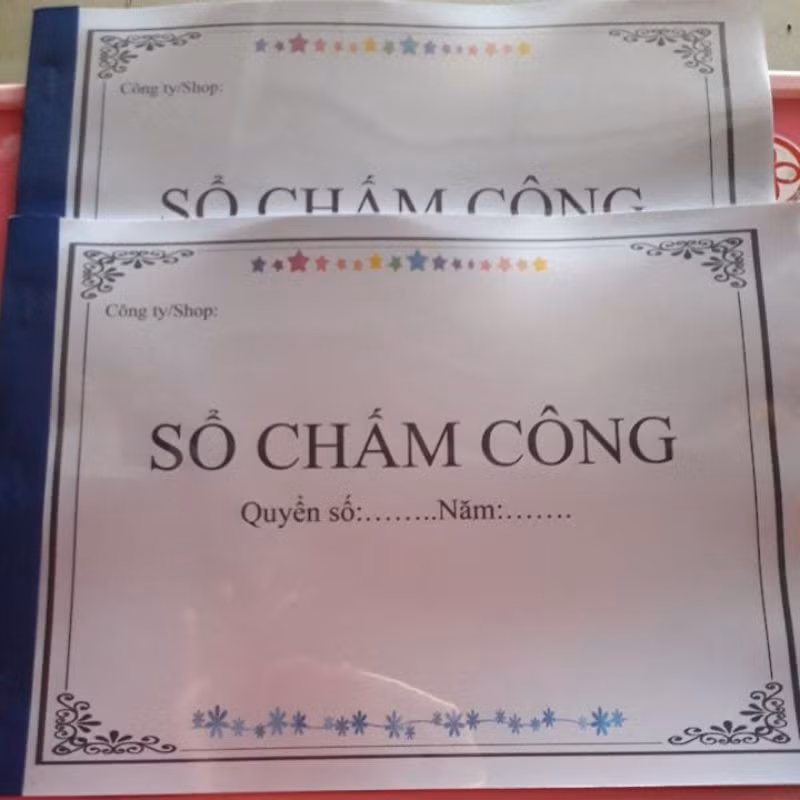 Công ty/Shop:
SỔ CHẤM CÔNG
Công ty/Shop:
SỔ CHẤM CÔNG
Quyển số:........Năm:.......